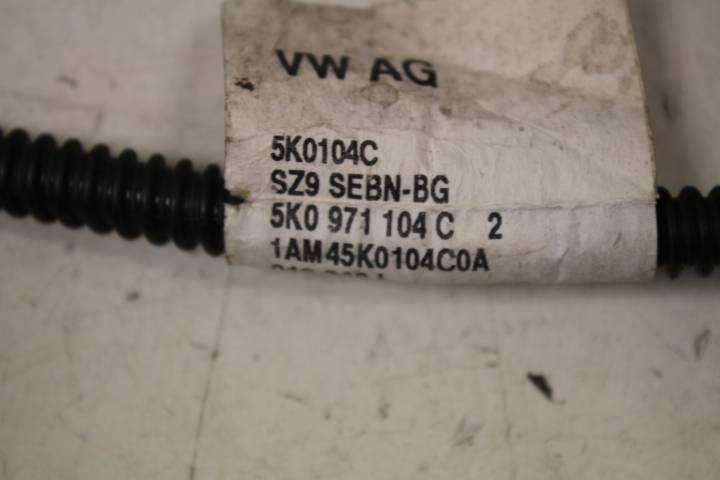 VW AG
5K0104C
SZ9 SEBN-BG
5K0 971 104 C 2
1AM45K0104C0A